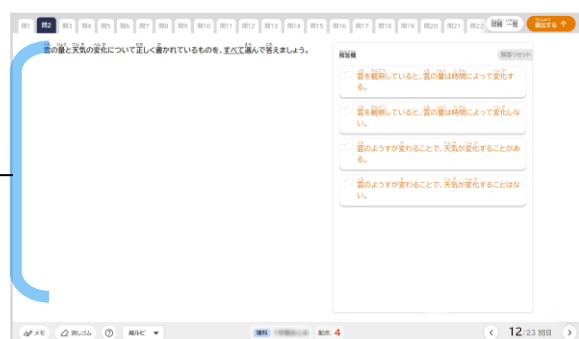 問1 問2 問3 問4 問5 問6 問7 問8 問9 問10 問11 問12 問13 問14 問15 問16 問17 問18 問19 問20 問21 問22 問題一覧 提出する ↑
雲の量と天気の変化について正しく書かれているものを、すべて選んで答えましょう。
解答欄 解答リセット
雲を観察していると、雲の量は時間によって変化す
る。
雲を観察していると、雲の量は時間によって変化しな
い。
雲のようすが変わることで、天気が変化することがあ
る。
雲のようすが変わることで、天気が変化することはな
い。
メモ 消しゴム ? 総ルビ ▼ 理科 配点: 4 < 12/23 問目 >